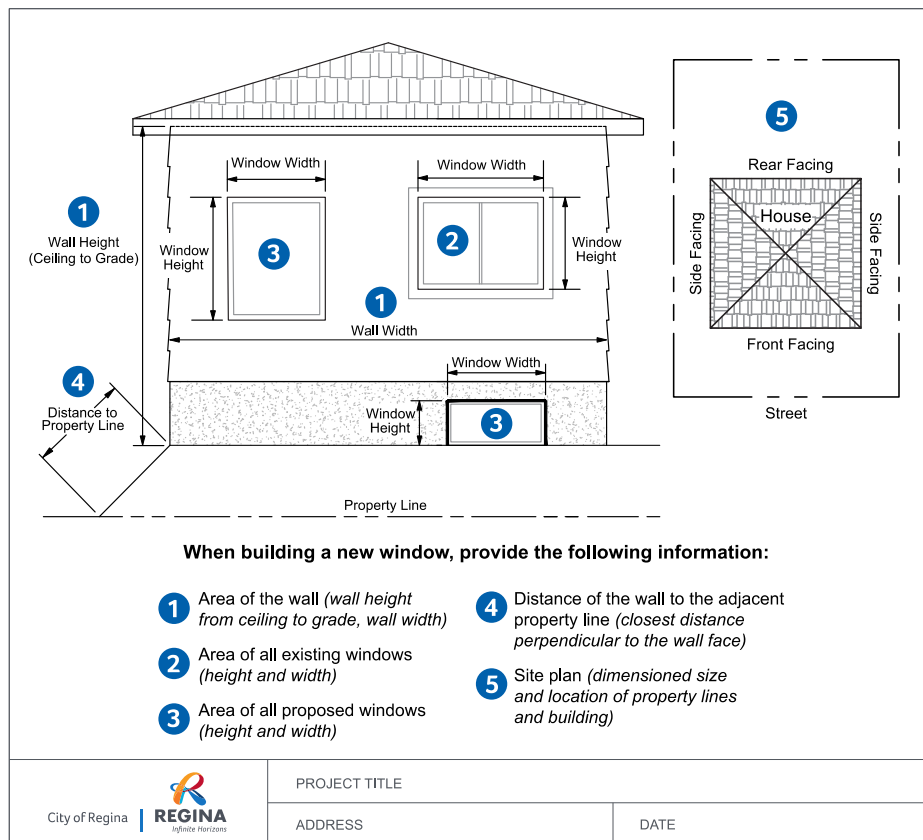 5
Window Width
Window Width
Rear Facing
1
Wall Height
(Ceiling to Grade)
Window
Height
3
2
Window
Height
House
Side Facing
Side Facing
1
Wall Width
Front Facing
4
Distance to
Property Line
Window Width
Window
Height
3
Street
Property Line
When building a new window, provide the following information:
1 Area of the wall (wall height
from ceiling to grade, wall width)
2 Area of all existing windows
(height and width)
3 Area of all proposed windows
(height and width)
4 Distance of the wall to the adjacent
property line (closest distance
perpendicular to the wall face)
5 Site plan (dimensioned size
and location of property lines
and building)
City of Regina
REGINA
Infinite Horizons
PROJECT TITLE
ADDRESS
DATE